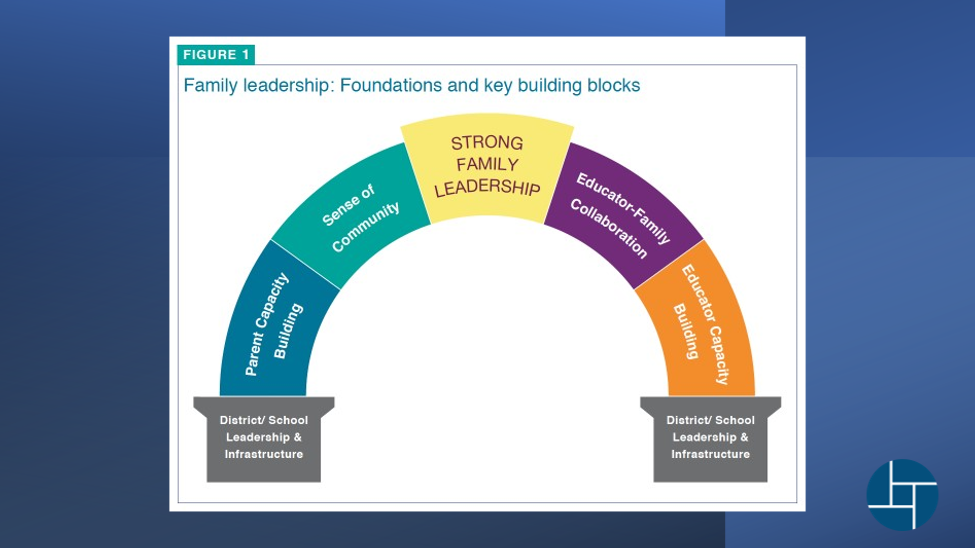 FIGURE 1
Family leadership: Foundations and key building blocks
STRONG
FAMILY
LEADERSHIP
Sense of
Community
Educator-Family
Collaboration
Parent Capacity
Building
Educator Capacity
Building
District/ School
Leadership &
Infrastructure
District/ School
Leadership &
Infrastructure